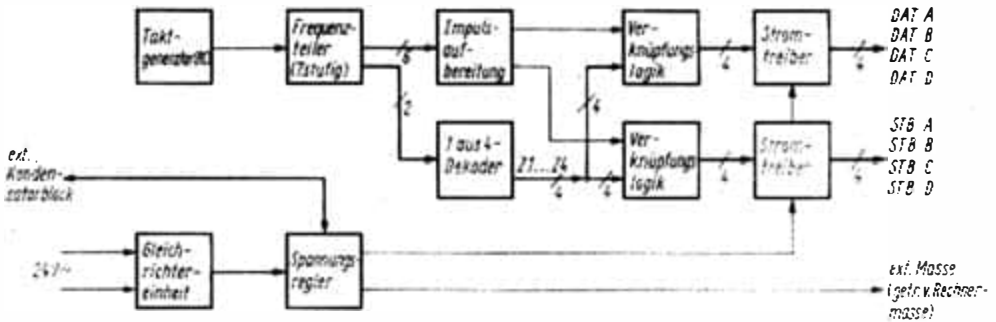 Takt-
generator(RC)
Frequenz-
teiler
(7stufig)
6
2
Impuls-
auf-
bereitung
Ver-
knüpfungs
logik
4
Strom-
treiber
4
DAT A
DAT B
DAT C
DAT D
4
1 aus 4-
Dekoder
21...24
4
4
Ver-
knüpfungs
logik
4
Strom-
treiber
4
STB A
STB B
STB C
STB D
ext.
Konden-
satorblock
24V~
Gleich-
richter-
einheit
Spannungs-
regler
ext. Masse
(getr. v. Rechner-
masse)